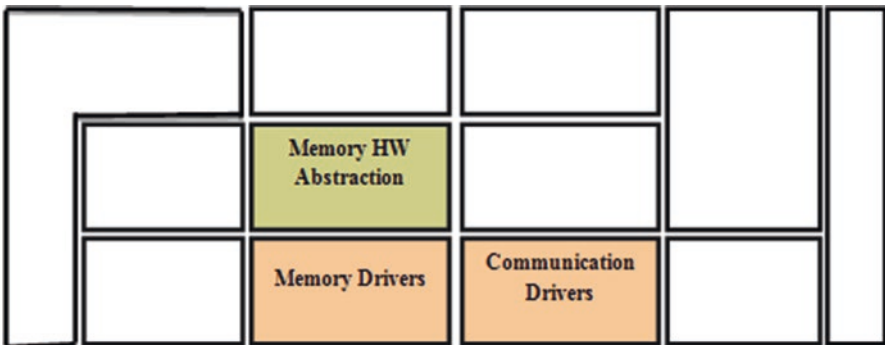 Memory HW
Abstraction
Memory Drivers
Communication
Drivers